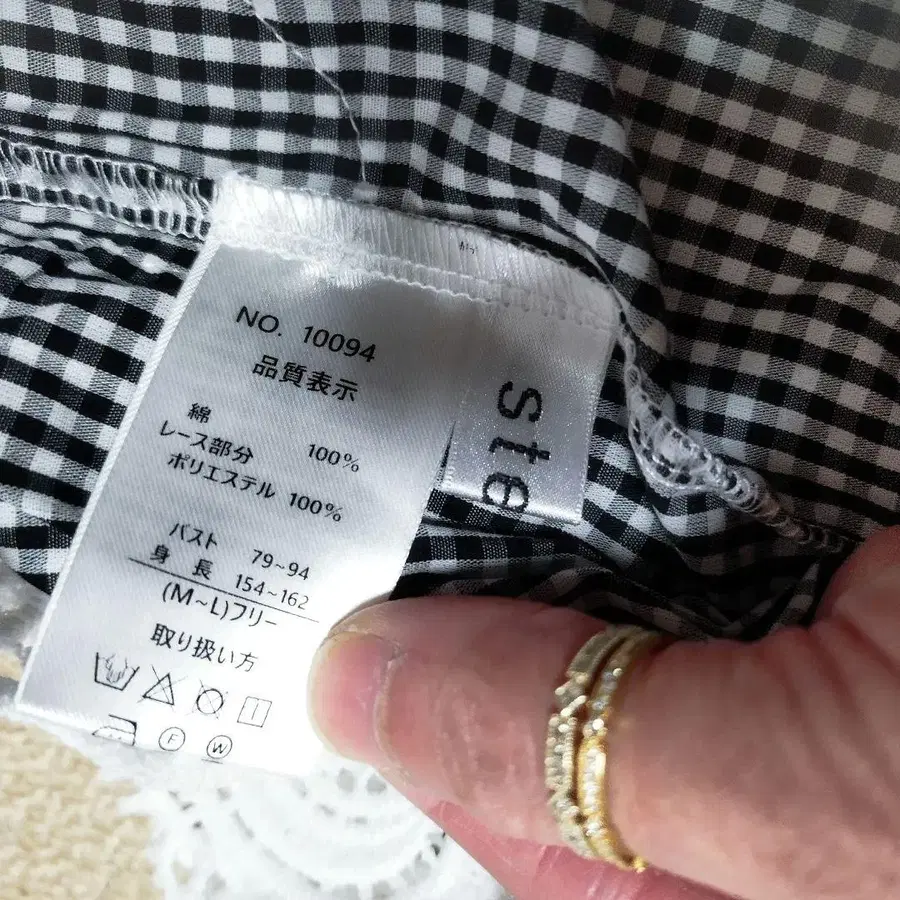 NO. 10094
品質表示
綿 100%
レース部分
ポリエステル 100%
バスト 79~94
身長 154~162
(M~L)フリー
取り扱い方
F W
Ste